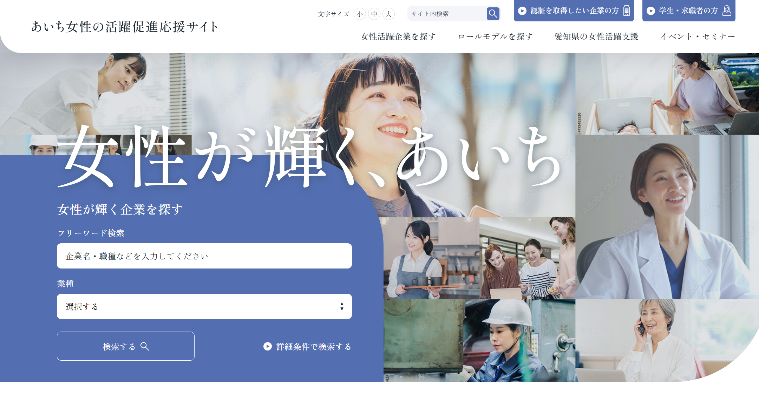 あいち女性の活躍促進応援サイト
文字サイズ 小 中 大
サイト内検索
認証を取得したい企業の方
学生・求職者の方
女性活躍企業を探す ロールモデルを探す 愛知県の女性活躍支援 イベント・セミナー
女性が輝く、あいち
女性が輝く企業を探す
フリーワード検索
企業名・職種などを入力してください
業種
選択する
検索する
詳細条件で検索する